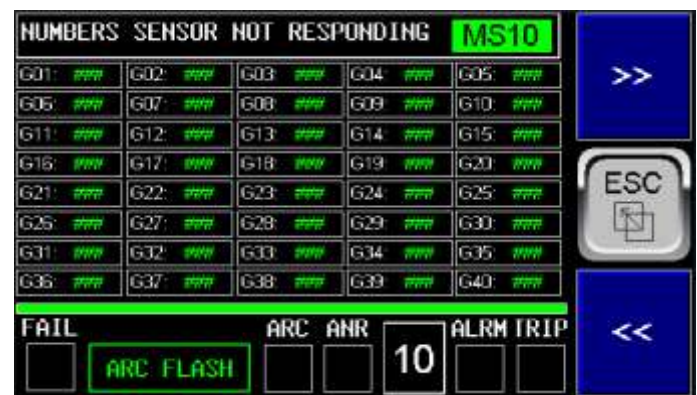 NUMBERS SENSOR NOT RESPONDING MS10
G01: ### G02: ### G03: ### G04: ### G05: ###
G06: ### G07: ### G08: ### G09: ### G10: ###
G11: ### G12: ### G13: ### G14: ### G15: ###
G16: ### G17: ### G18: ### G19: ### G20: ###
G21: ### G22: ### G23: ### G24: ### G25: ###
G26: ### G27: ### G28: ### G29: ### G30: ###
G31: ### G32: ### G33: ### G34: ### G35: ###
G36: ### G37: ### G38: ### G39: ### G40: ###
FAIL ARC ANR ALRM TRIP
ARC FLASH 10
>>
ESC
<<